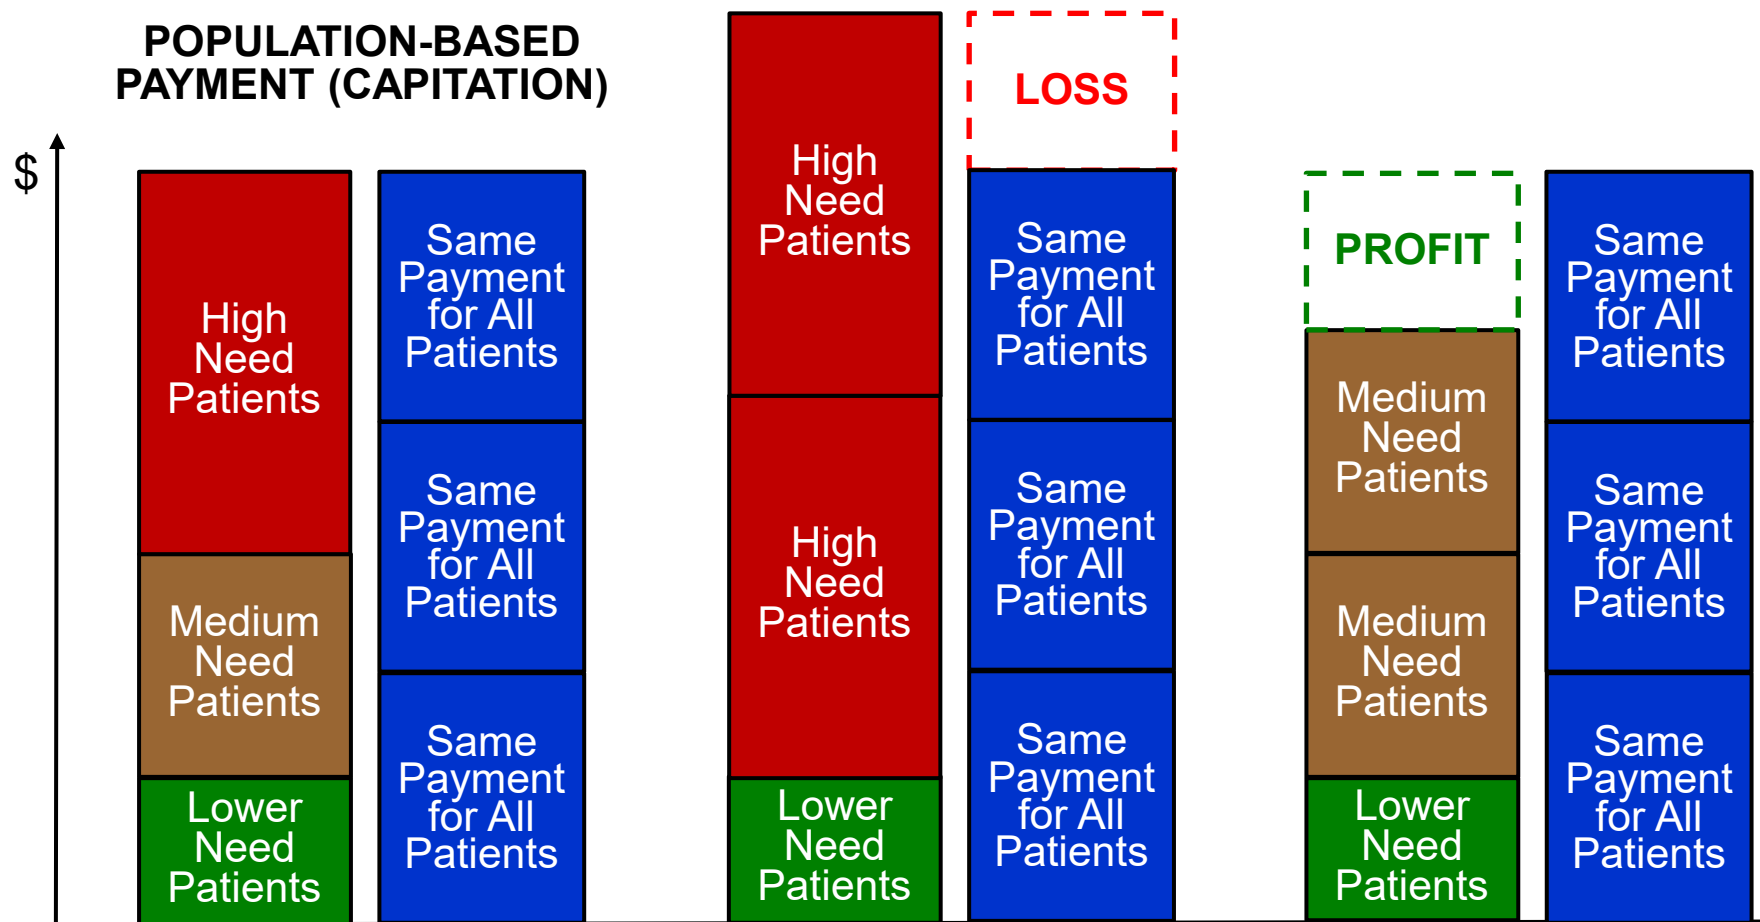 POPULATION-BASED
PAYMENT (CAPITATION)
$
High
Need
Patients
Medium
Need
Patients
Lower
Need
Patients
Same
Payment
for All
Patients
Same
Payment
for All
Patients
Same
Payment
for All
Patients
High
Need
Patients
High
Need
Patients
Lower
Need
Patients
LOSS
Same
Payment
for All
Patients
Same
Payment
for All
Patients
Same
Payment
for All
Patients
PROFIT
Medium
Need
Patients
Medium
Need
Patients
Lower
Need
Patients
Same
Payment
for All
Patients
Same
Payment
for All
Patients
Same
Payment
for All
Patients